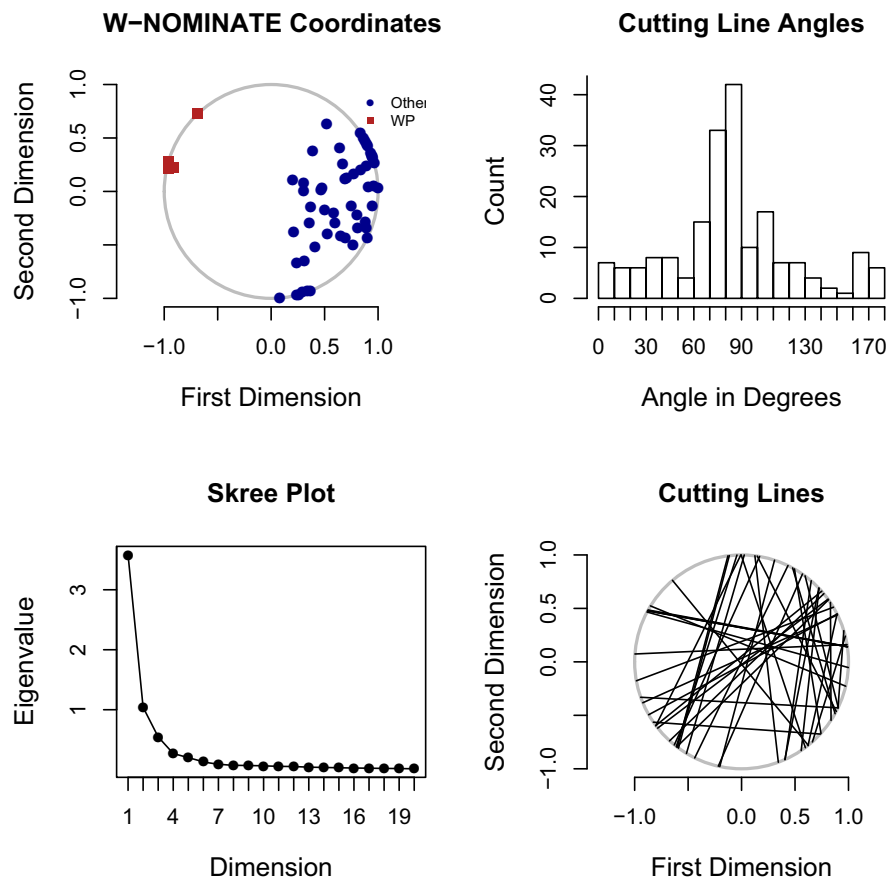 W−NOMINATE Coordinates
Second Dimension
1.0
0.5
0.0
−1.0
Other
WP
−1.0 0.0 0.5 1.0
First Dimension
Cutting Line Angles
Count
40
30
20
10
0
0 30 60 90 130 170
Angle in Degrees
Skree Plot
Eigenvalue
3
2
1
1 4 7 10 13 16 19
Dimension
Cutting Lines
Second Dimension
1.0
0.5
0.0
−1.0
−1.0 0.0 0.5 1.0
First Dimension